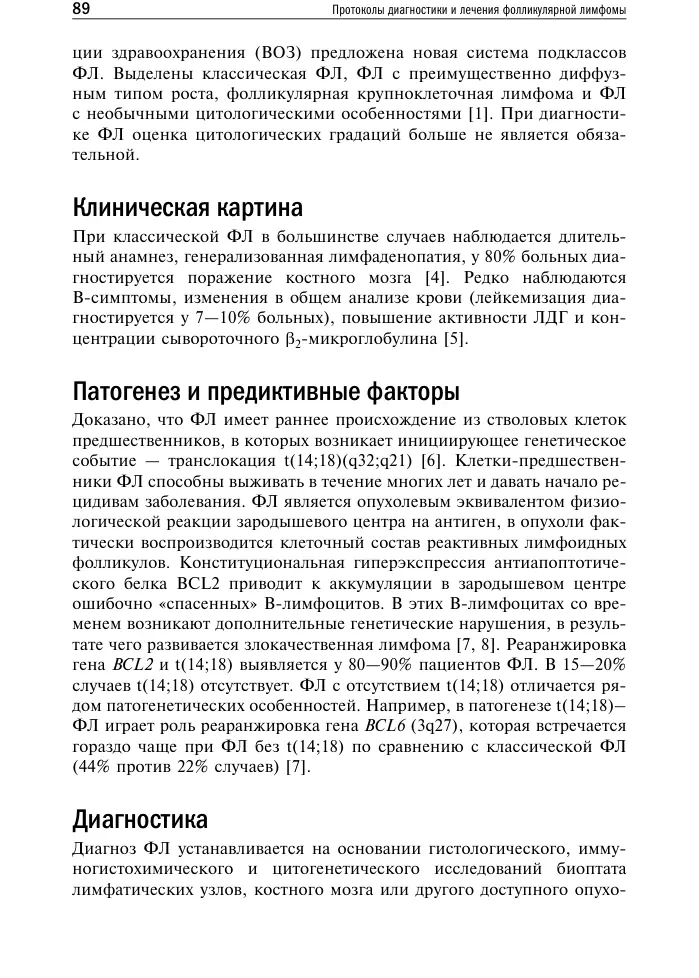 89
Протоколы диагностики и лечения фолликулярной лимфомы
ции здравоохранения (ВОЗ) предложена новая система подклассов
ФЛ. Выделены классическая ФЛ, ФЛ с преимущественно диффуз-
ным типом роста, фолликулярная крупноклеточная лимфома и ФЛ
с необычными цитологическими особенностями [1]. При диагности-
ке ФЛ оценка цитологических градаций больше не является обяза-
тельной.
Клиническая картина
При классической ФЛ в большинстве случаев наблюдается длитель-
ный анамнез, генерализованная лимфаденопатия, у 80% больных диа-
гностируется поражение костного мозга [4]. Редко наблюдаются
В-симптомы, изменения в общем анализе крови (лейкемизация диа-
гностируется у 7—10% больных), повышение активности ЛДГ и кон-
центрации сывороточного β₂-микроглобулина [5].
Патогенез и предиктивные факторы
Доказано, что ФЛ имеет раннее происхождение из стволовых клеток
предшественников, в которых возникает инициирующее генетическое
событие — транслокация t(14;18)(q32;q21) [6]. Клетки-предшествен-
ники ФЛ способны выживать в течение многих лет и давать начало ре-
цидивам заболевания. ФЛ является опухолевым эквивалентом физио-
логической реакции зародышевого центра на антиген, в опухоли фак-
тически воспроизводится клеточный состав реактивных лимфоидных
фолликулов. Конституциональная гиперэкспрессия антиапоптотиче-
ского белка BCL2 приводит к аккумуляции в зародышевом центре
ошибочно «спасенных» В-лимфоцитов. В этих В-лимфоцитах со вре-
менем возникают дополнительные генетические нарушения, в резуль-
тате чего развивается злокачественная лимфома [7, 8]. Реаранжировка
гена BCL2 и t(14;18) выявляется у 80—90% пациентов ФЛ. В 15—20%
случаев t(14;18) отсутствует. ФЛ с отсутствием t(14;18) отличается ря-
дом патогенетических особенностей. Например, в патогенезе t(14;18)–
ФЛ играет роль реаранжировка гена BCL6 (3q27), которая встречается
гораздо чаще при ФЛ без t(14;18) по сравнению с классической ФЛ
(44% против 22% случаев) [7].
Диагностика
Диагноз ФЛ устанавливается на основании гистологического, имму-
ногистохимического и цитогенетического исследований биоптата
лимфатических узлов, костного мозга или другого доступного опухо-